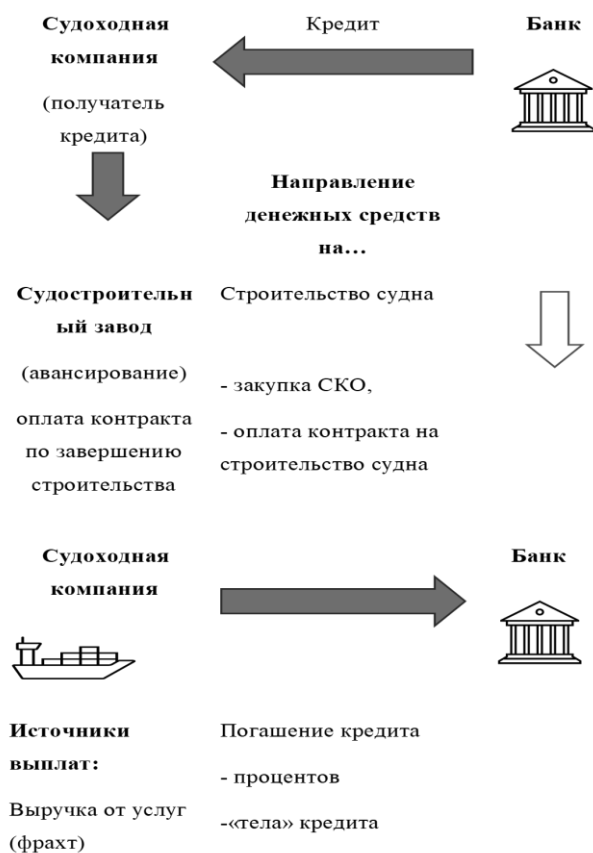 Судоходная
компания
(получатель
кредита)
Кредит
Банк
Направление
денежных средств
на…
Судостроительн
ый завод
(авансирование)
оплата контракта
по завершению
строительства
Строительство судна
- закупка СКО,
- оплата контракта на
строительство судна
Судоходная
компания
Банк
Источники
выплат:
Выручка от услуг
(фрахт)
Погашение кредита
- процентов
-«тела» кредита